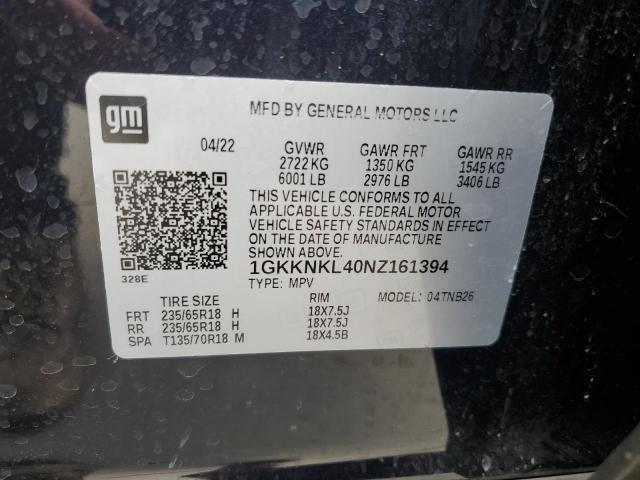 gm
MFD BY GENERAL MOTORS LLC
04/22 GVWR GAWR FRT GAWR RR
2722 KG 1350 KG 1545 KG
6001 LB 2976 LB 3406 LB
THIS VEHICLE CONFORMS TO ALL
APPLICABLE U.S. FEDERAL MOTOR
VEHICLE SAFETY STANDARDS IN EFFECT
ON THE DATE OF MANUFACTURE
SHOWN ABOVE.
1GKKNKL40NZ161394
328E
TYPE: MPV
TIRE SIZE RIM MODEL: 04TNB26
FRT 235/65R18 H 18X7.5J
RR 235/65R18 H 18X7.5J
SPA T135/70R18 M 18X4.5B